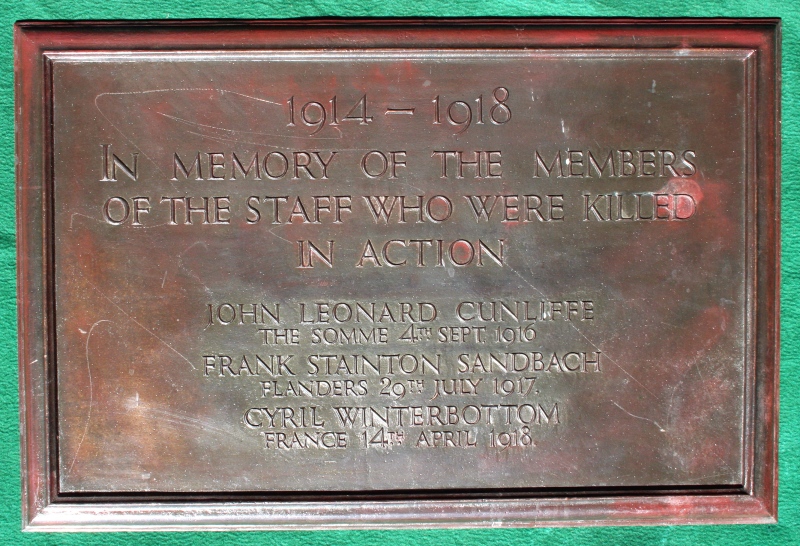 1914 – 1918
IN MEMORY OF THE MEMBERS
OF THE STAFF WHO WERE KILLED
IN ACTION
JOHN LEONARD CUNLIFFE
THE SOMME 4TH SEPT. 1916
FRANK STAINTON SANDBACH
FLANDERS 29TH JULY 1917.
CYRIL WINTERBOTTOM
FRANCE 14TH APRIL 1918.